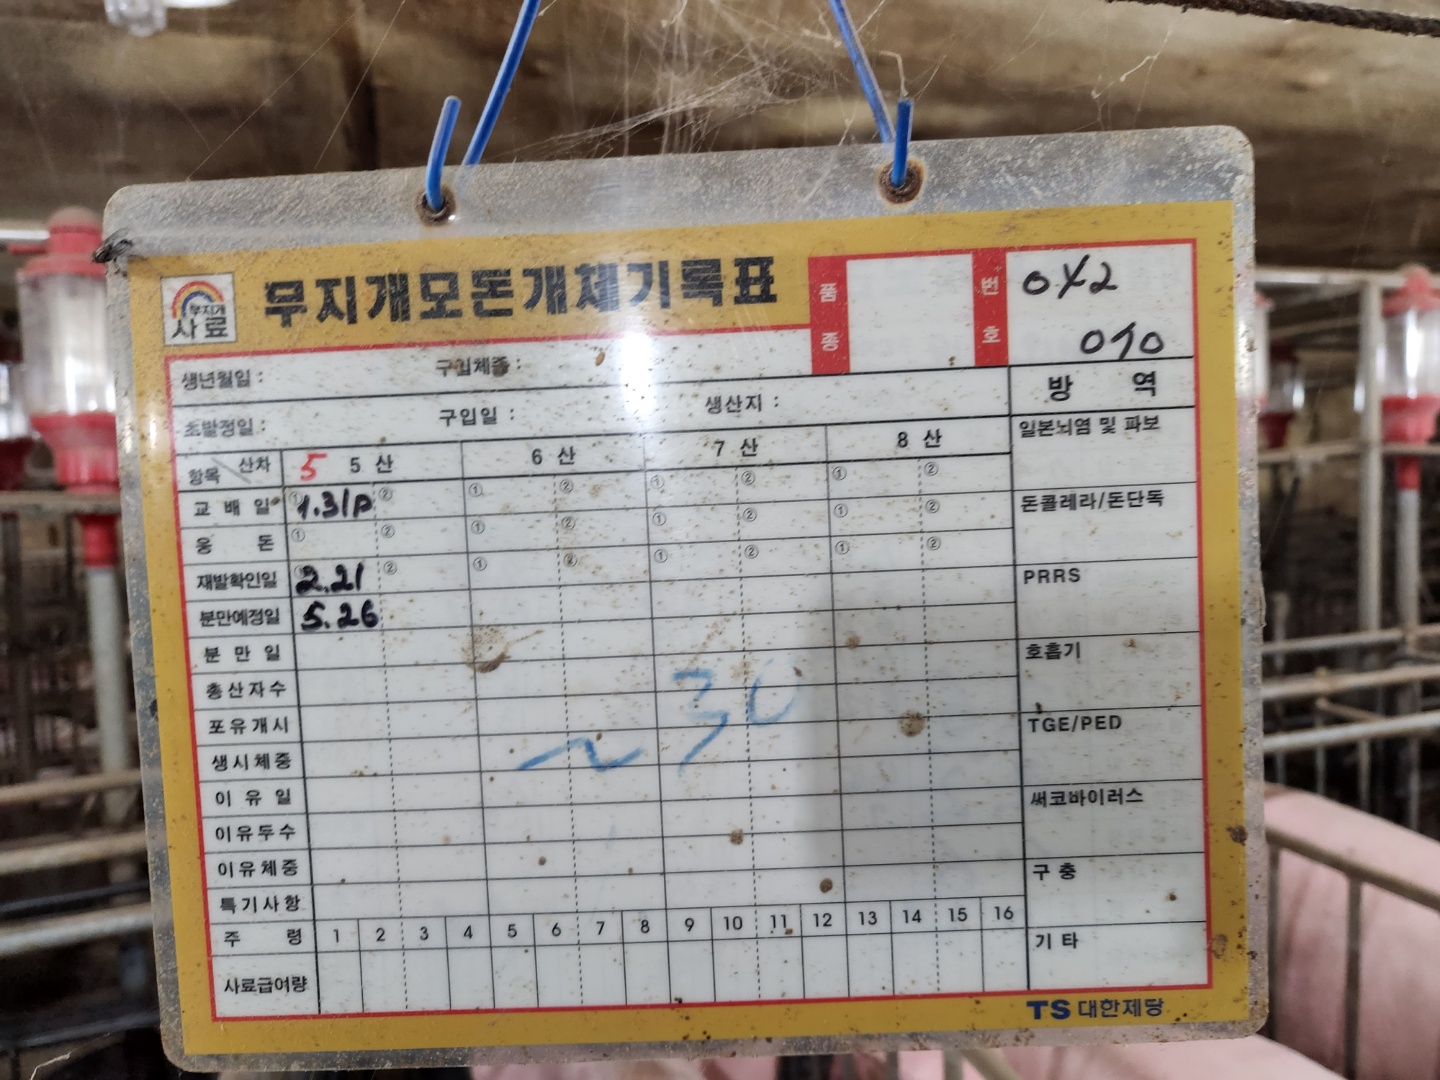 무지개
사료
무지개모돈개체기록표
품종
번호
042
070
생년월일 :
구입체중 :
초발정일 :
구입일 :
생산지 :
방 역
항목 산차
5 5 산
6 산
7 산
8 산
교 배 일 ① 1.31P ② ① ② ① ② ① ②
웅 돈 ① ② ① ② ① ② ① ②
재발확인일 ① 2.21 ② ① ② ① ② ① ②
분만예정일 5.26
분 만 일
총산자수
포유개시
생시체중
이 유 일
이유두수
이유체중
특기사항
~30
주 령 1 2 3 4 5 6 7 8 9 10 11 12 13 14 15 16
사료급여량
일본뇌염 및 파보
돈콜레라/돈단독
PRRS
호흡기
TGE/PED
써코바이러스
구 충
기 타
TS 대한제당